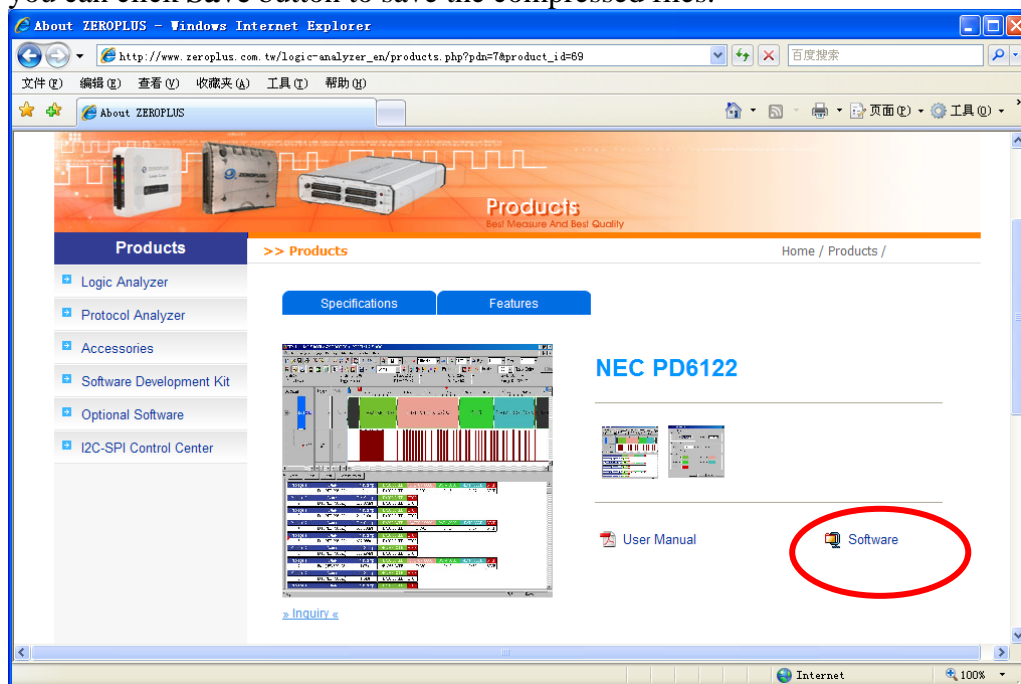 you can click Save button to save the compressed files.
About ZEROPLUS - Windows Internet Explorer
http://www.zeroplus.com.tw/logic-analyzer_en/products.php?pdn=7&product_id=69
百度搜索
文件(F) 编辑(E) 查看(V) 收藏夹(A) 工具(T) 帮助(H)
About ZEROPLUS
页面(P) 工具(O)
Products
Best Measure And Best Quality
Products
>> Products
Home / Products /
Logic Analyzer
Protocol Analyzer
Accessories
Software Development Kit
Optional Software
I2C-SPI Control Center
Specifications
Features
NEC PD6122
User Manual
Software
» Inquiry «
Internet
100%